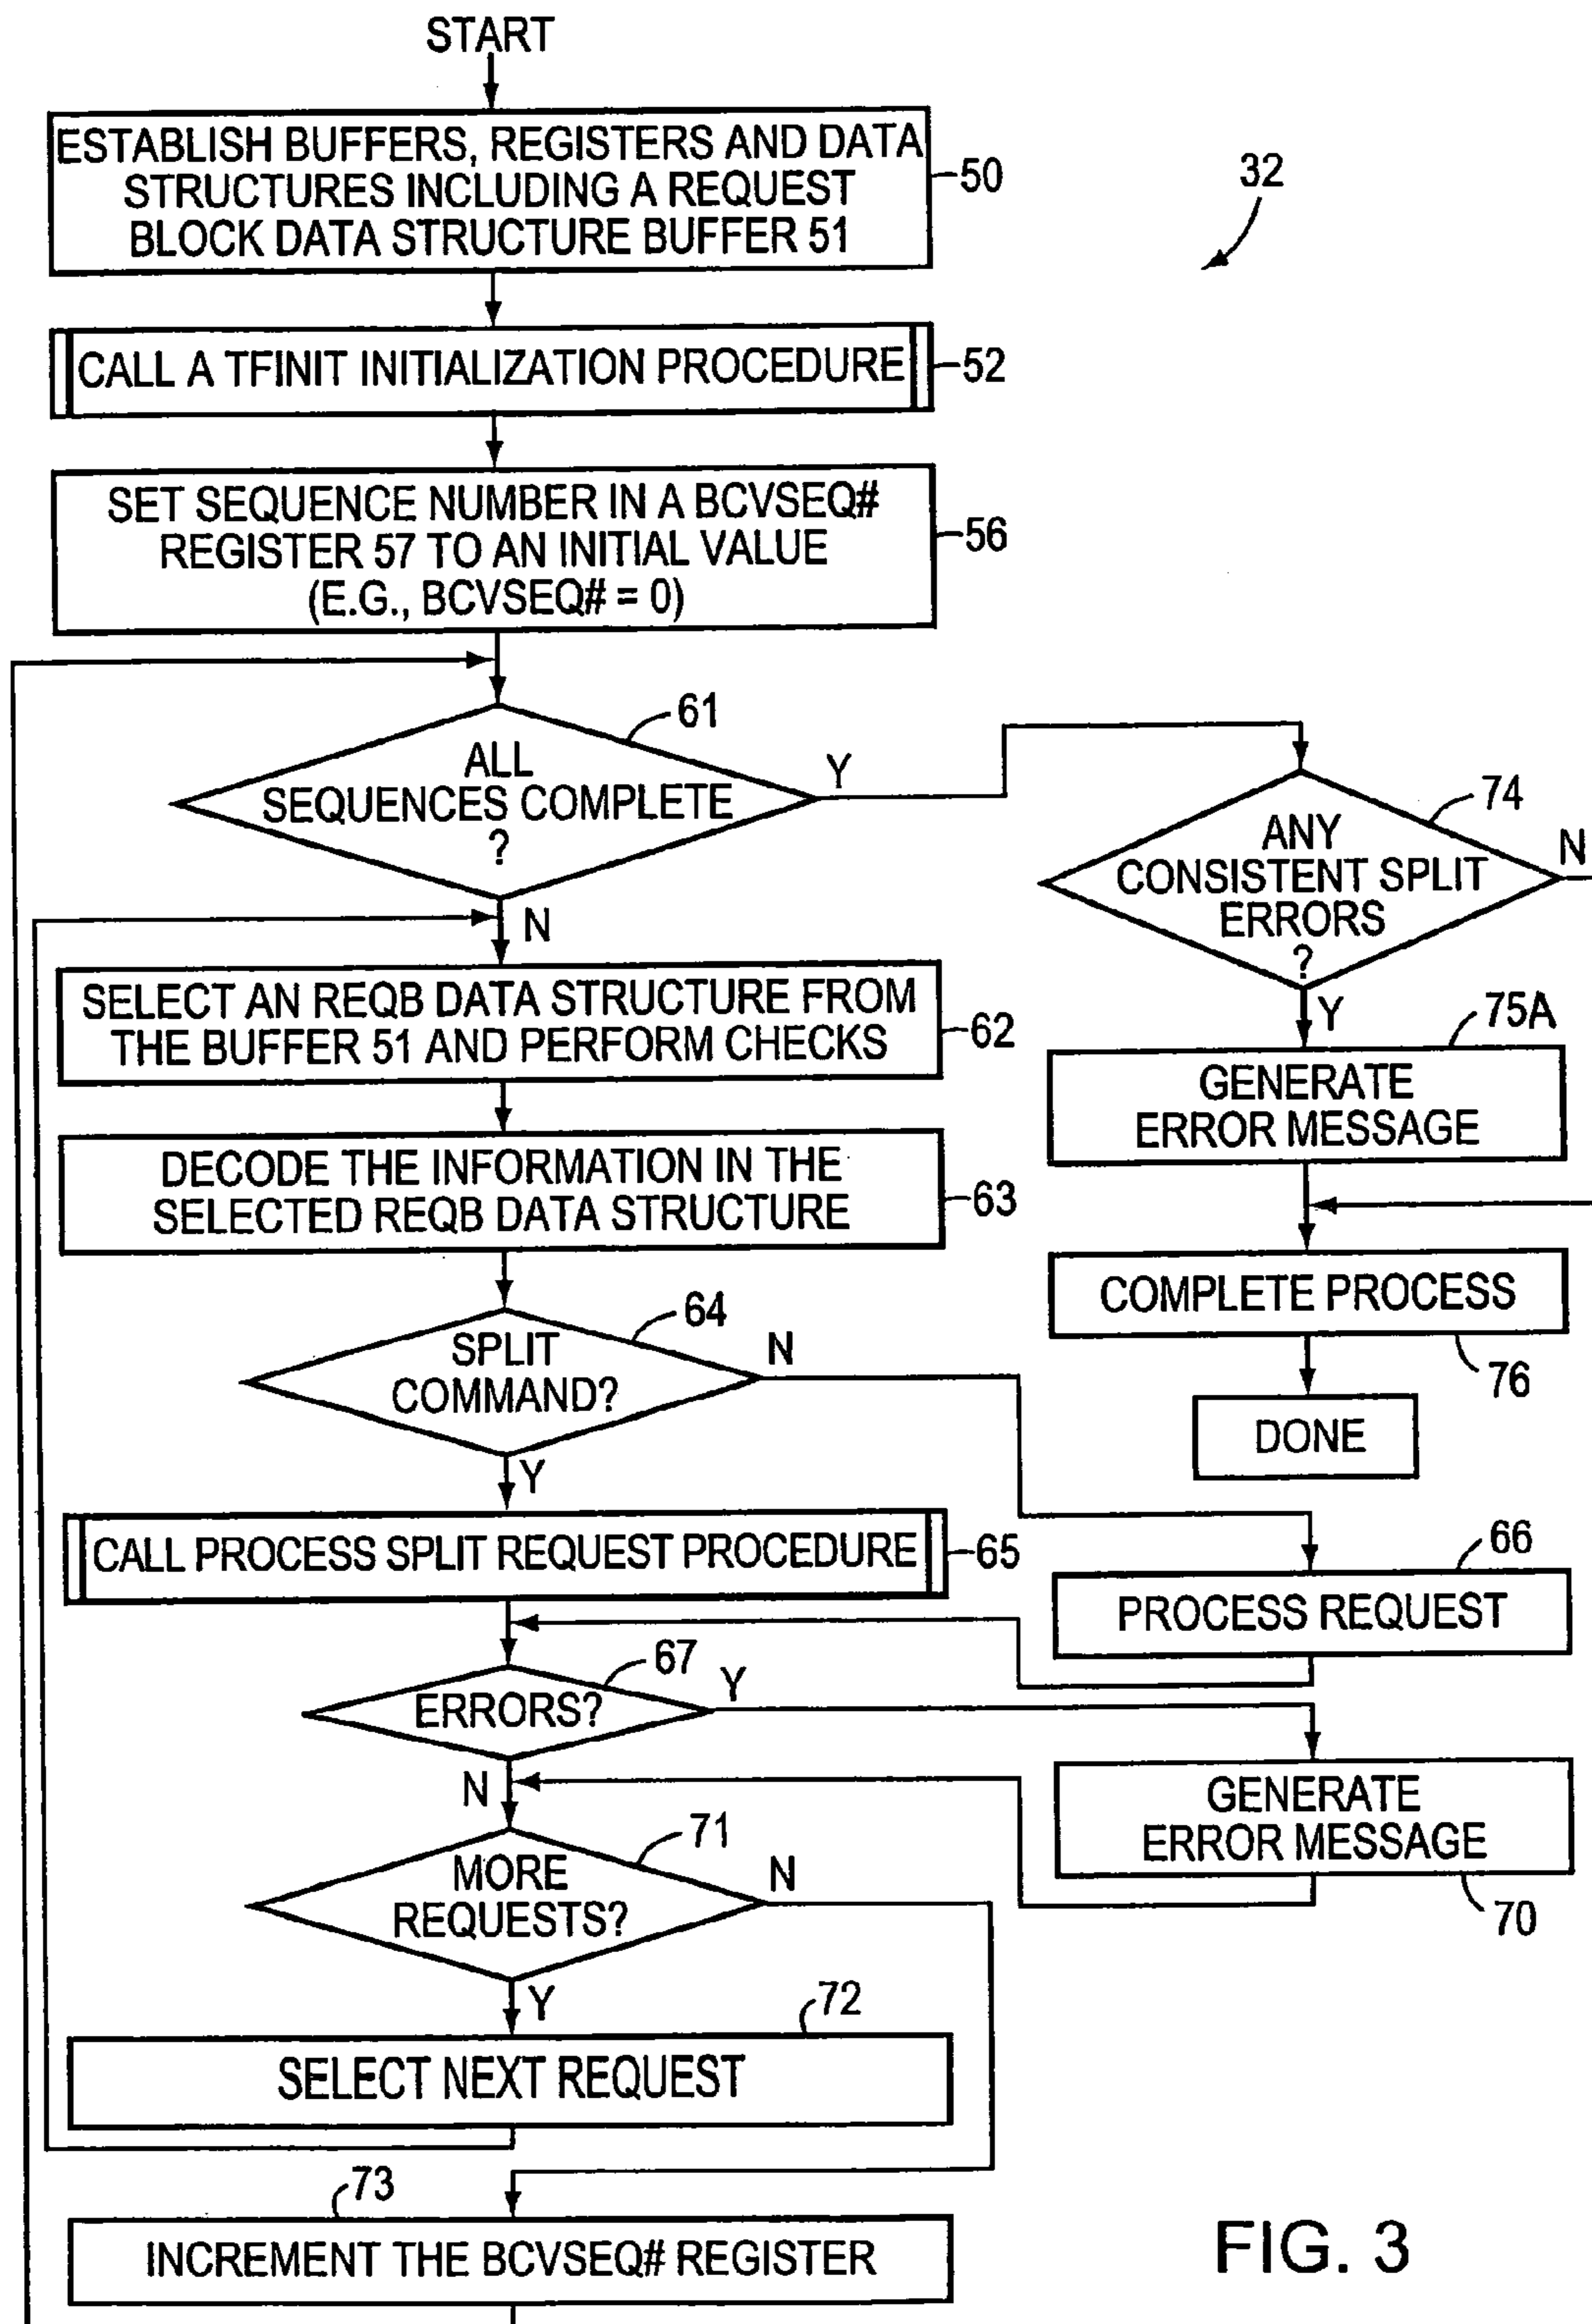 START
ESTABLISH BUFFERS, REGISTERS AND DATA
STRUCTURES INCLUDING A REQUEST
BLOCK DATA STRUCTURE BUFFER 51
50
32
CALL A TFINIT INITIALIZATION PROCEDURE
52
SET SEQUENCE NUMBER IN A BCVSEQ#
REGISTER 57 TO AN INITIAL VALUE
(E.G., BCVSEQ# = 0)
56
61
ALL
SEQUENCES COMPLETE
?
Y
N
74
ANY
CONSISTENT SPLIT
ERRORS
?
N
Y
SELECT AN REQB DATA STRUCTURE FROM
THE BUFFER 51 AND PERFORM CHECKS
62
75A
GENERATE
ERROR MESSAGE
DECODE THE INFORMATION IN THE
SELECTED REQB DATA STRUCTURE
63
COMPLETE PROCESS
76
DONE
64
SPLIT
COMMAND?
N
Y
CALL PROCESS SPLIT REQUEST PROCEDURE
65
66
PROCESS REQUEST
67
ERRORS?
Y
N
GENERATE
ERROR MESSAGE
70
71
MORE
REQUESTS?
N
Y
72
SELECT NEXT REQUEST
73
INCREMENT THE BCVSEQ# REGISTER
FIG. 3